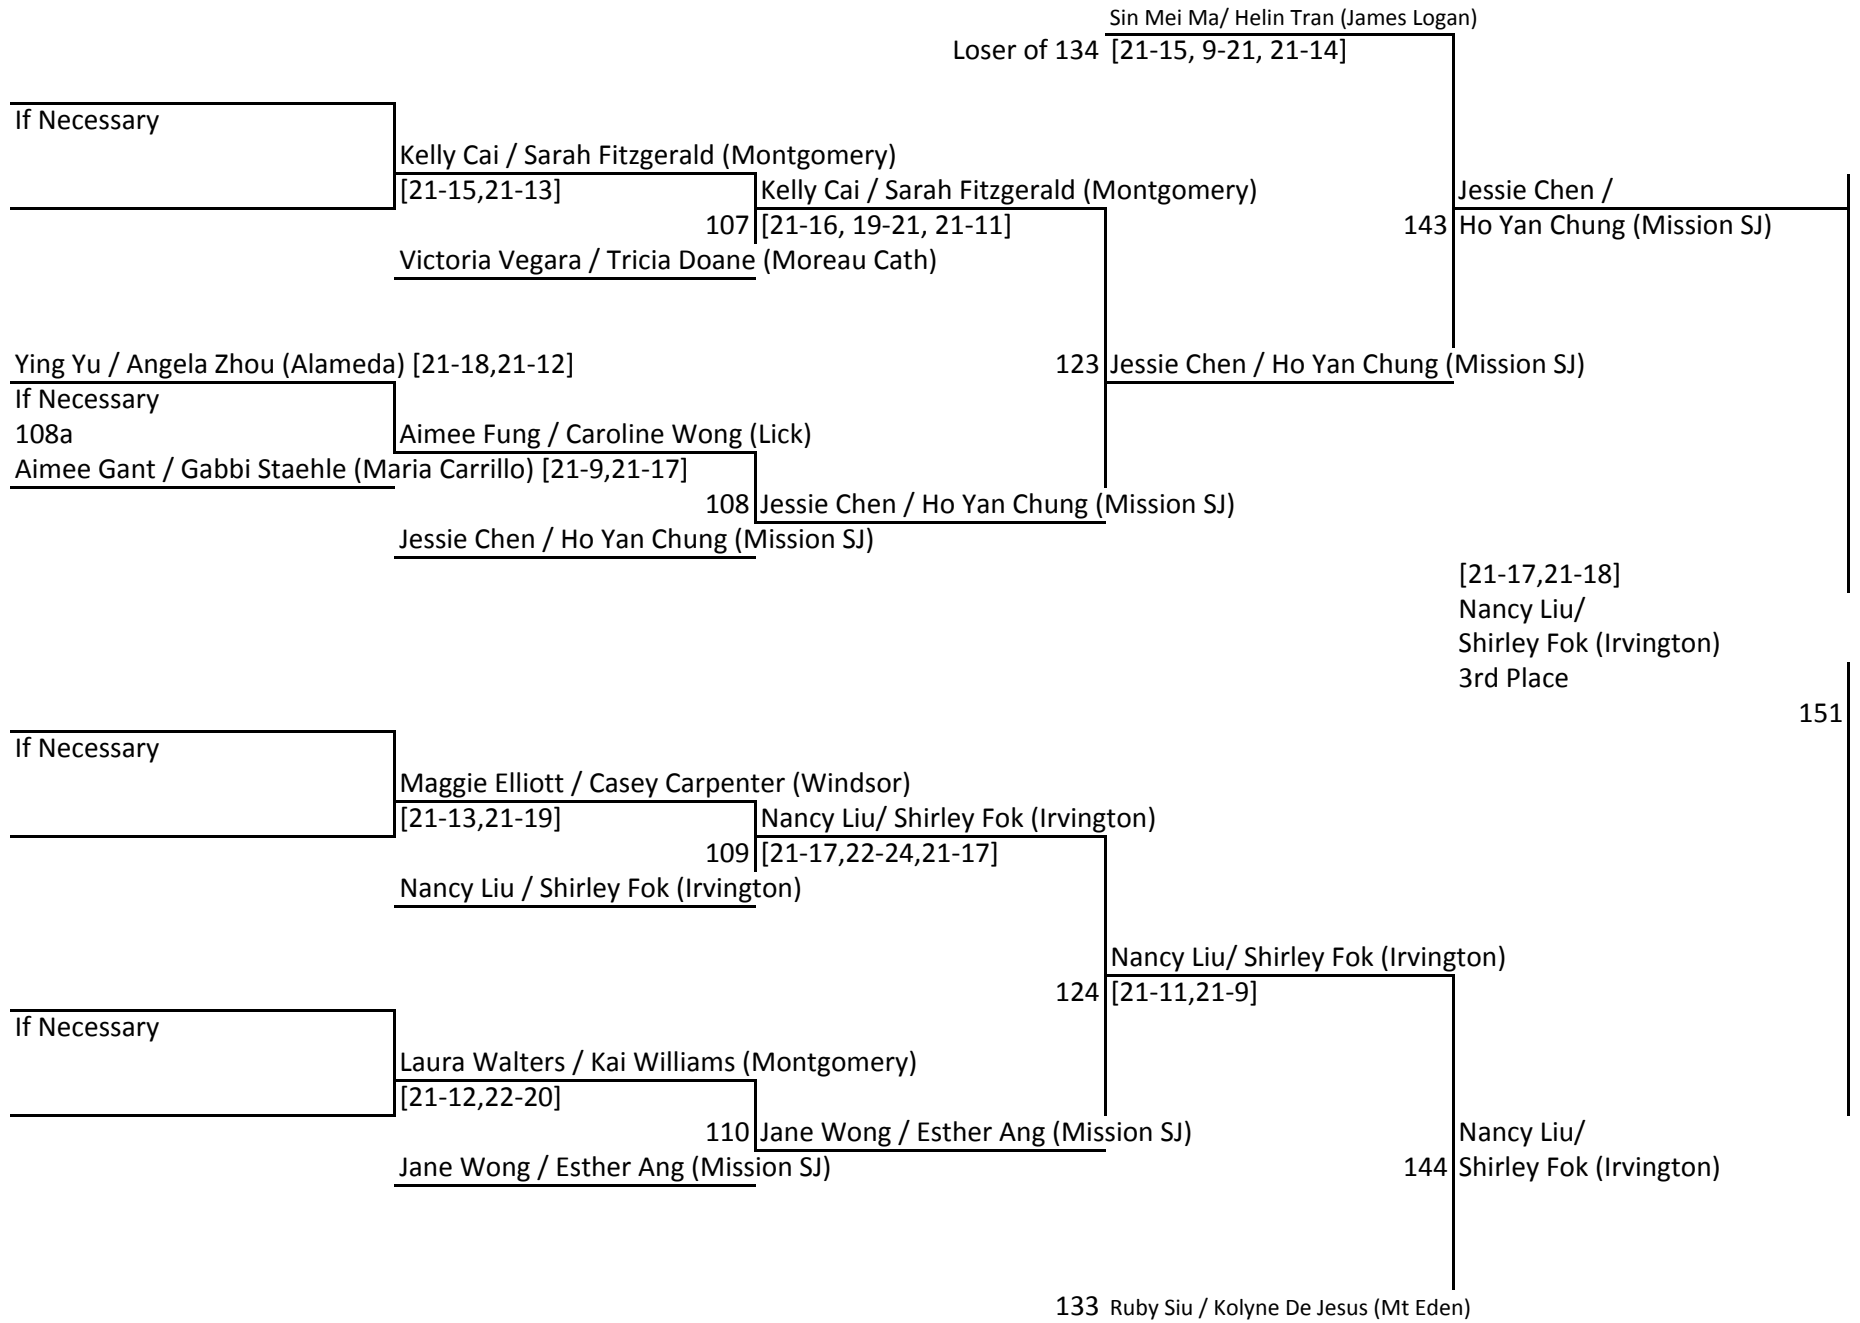 Sin Mei Ma/ Helin Tran (James Logan)
Loser of 134 [21-15, 9-21, 21-14]
If Necessary
Kelly Cai / Sarah Fitzgerald (Montgomery)
[21-15,21-13] Kelly Cai / Sarah Fitzgerald (Montgomery) Jessie Chen /
107 [21-16, 19-21, 21-11] 143 Ho Yan Chung (Mission SJ)
Victoria Vegara / Tricia Doane (Moreau Cath)
Ying Yu / Angela Zhou (Alameda) [21-18,21-12] 123 Jessie Chen / Ho Yan Chung (Mission SJ)
If Necessary
108a Aimee Fung / Caroline Wong (Lick)
Aimee Gant / Gabbi Staehle (Maria Carrillo) [21-9,21-17]
108 Jessie Chen / Ho Yan Chung (Mission SJ)
Jessie Chen / Ho Yan Chung (Mission SJ)
[21-17,21-18]
Nancy Liu/
Shirley Fok (Irvington)
3rd Place
151
If Necessary
Maggie Elliott / Casey Carpenter (Windsor)
[21-13,21-19] Nancy Liu/ Shirley Fok (Irvington)
109 [21-17,22-24,21-17]
Nancy Liu / Shirley Fok (Irvington)
Nancy Liu/ Shirley Fok (Irvington)
124 [21-11,21-9]
If Necessary
Laura Walters / Kai Williams (Montgomery)
[21-12,22-20]
110 Jane Wong / Esther Ang (Mission SJ) Nancy Liu/
Jane Wong / Esther Ang (Mission SJ) 144 Shirley Fok (Irvington)
133 Ruby Siu / Kolyne De Jesus (Mt Eden)